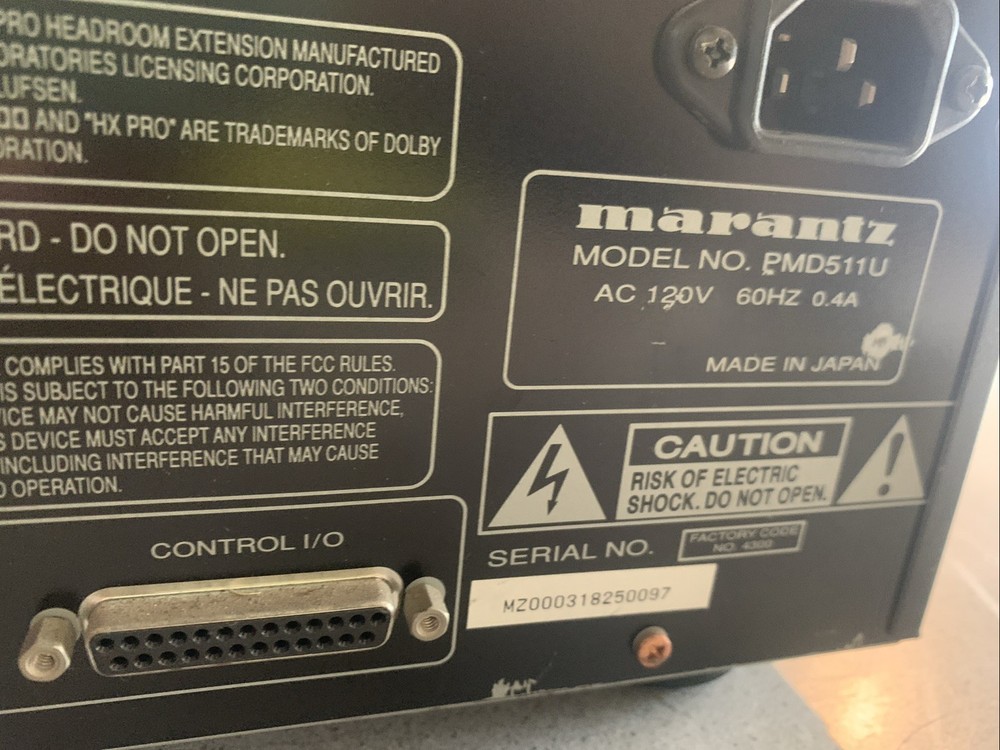 PRO HEADROOM EXTENSION MANUFACTURED
ORATORIES LICENSING CORPORATION.
LUFSEN.
AND "HX PRO" ARE TRADEMARKS OF DOLBY
ORATION.
RD - DO NOT OPEN.
ÉLECTRIQUE - NE PAS OUVRIR.
COMPLIES WITH PART 15 OF THE FCC RULES.
IS SUBJECT TO THE FOLLOWING TWO CONDITIONS:
VICE MAY NOT CAUSE HARMFUL INTERFERENCE,
S DEVICE MUST ACCEPT ANY INTERFERENCE
INCLUDING INTERFERENCE THAT MAY CAUSE
D OPERATION.
CONTROL I/O
marantz
MODEL NO. PMD511U
AC 120V 60HZ 0.4A
MADE IN JAPAN
CAUTION
RISK OF ELECTRIC
SHOCK. DO NOT OPEN.
SERIAL NO.
FACTORY CODE
NO. 4300
MZ000318250097